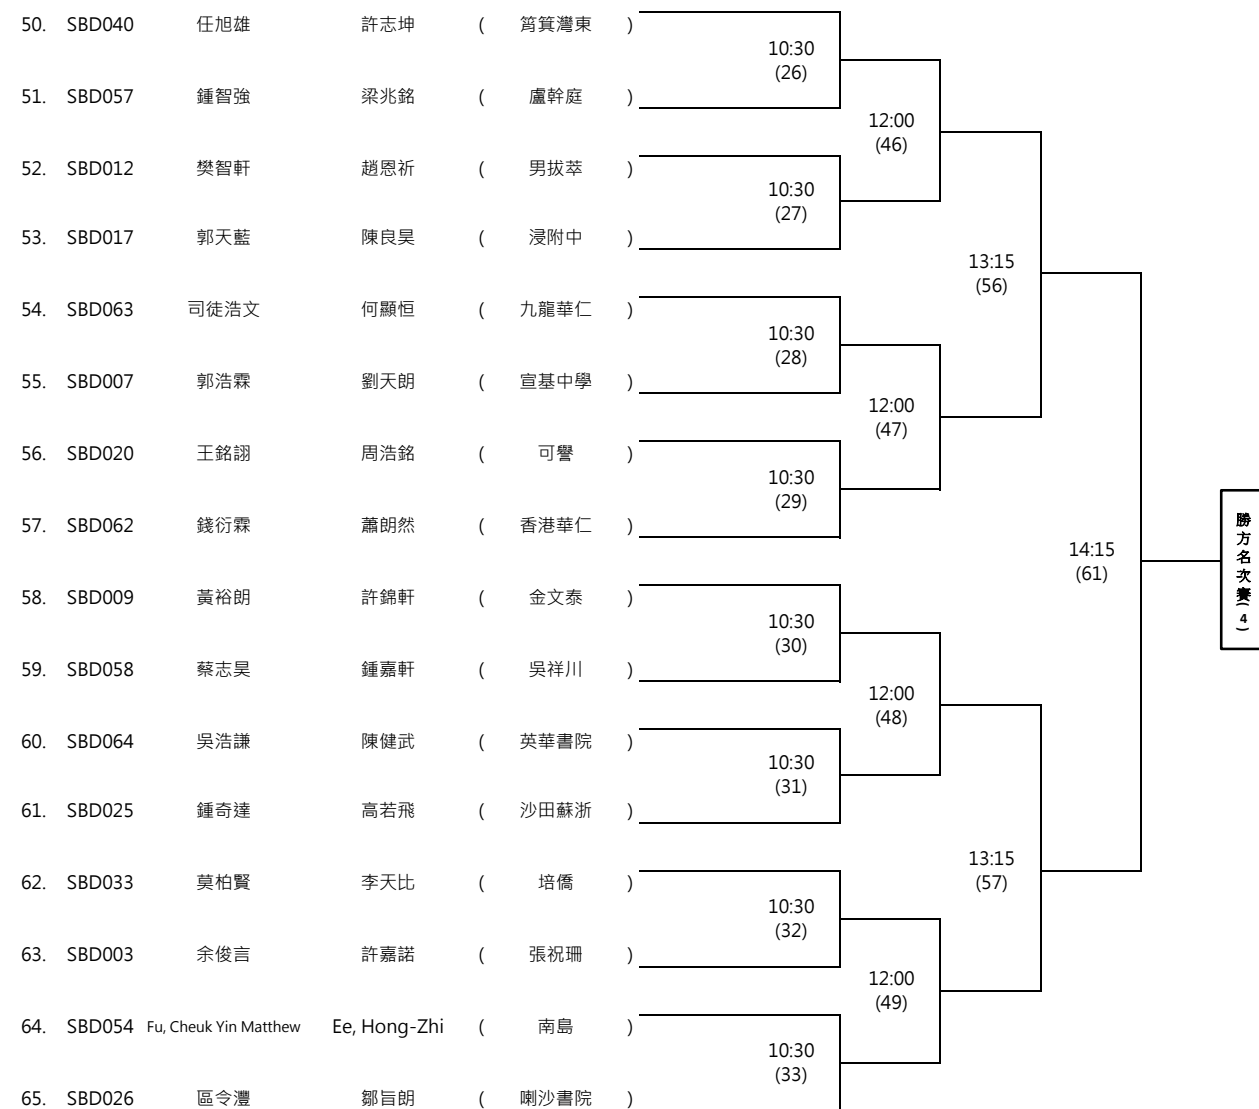 50. SBD040 任旭雄 許志坤 ( 筲箕灣東 )
10:30
(26)
51. SBD057 鍾智強 梁兆銘 ( 盧幹庭 )
12:00
(46)
52. SBD012 樊智軒 趙恩祈 ( 男拔萃 )
10:30
(27)
53. SBD017 郭天藍 陳良昊 ( 浸附中 )
13:15
(56)
54. SBD063 司徒浩文 何顯恒 ( 九龍華仁 )
10:30
(28)
55. SBD007 郭浩霖 劉天朗 ( 宣基中學 )
12:00
(47)
56. SBD020 王銘詡 周浩銘 ( 可譽 )
10:30
(29)
57. SBD062 錢衍霖 蕭朗然 ( 香港華仁 )
14:15
(61)
勝方名次賽(4)
58. SBD009 黃裕朗 許錦軒 ( 金文泰 )
10:30
(30)
59. SBD058 蔡志昊 鍾嘉軒 ( 吳祥川 )
12:00
(48)
60. SBD064 吳浩謙 陳健武 ( 英華書院 )
10:30
(31)
61. SBD025 鍾奇達 高若飛 ( 沙田蘇浙 )
13:15
(57)
62. SBD033 莫柏賢 李天比 ( 培僑 )
10:30
(32)
63. SBD003 余俊言 許嘉諾 ( 張祝珊 )
12:00
(49)
64. SBD054 Fu, Cheuk Yin Matthew Ee, Hong-Zhi ( 南島 )
10:30
(33)
65. SBD026 區令灃 鄒旨朗 ( 喇沙書院 )